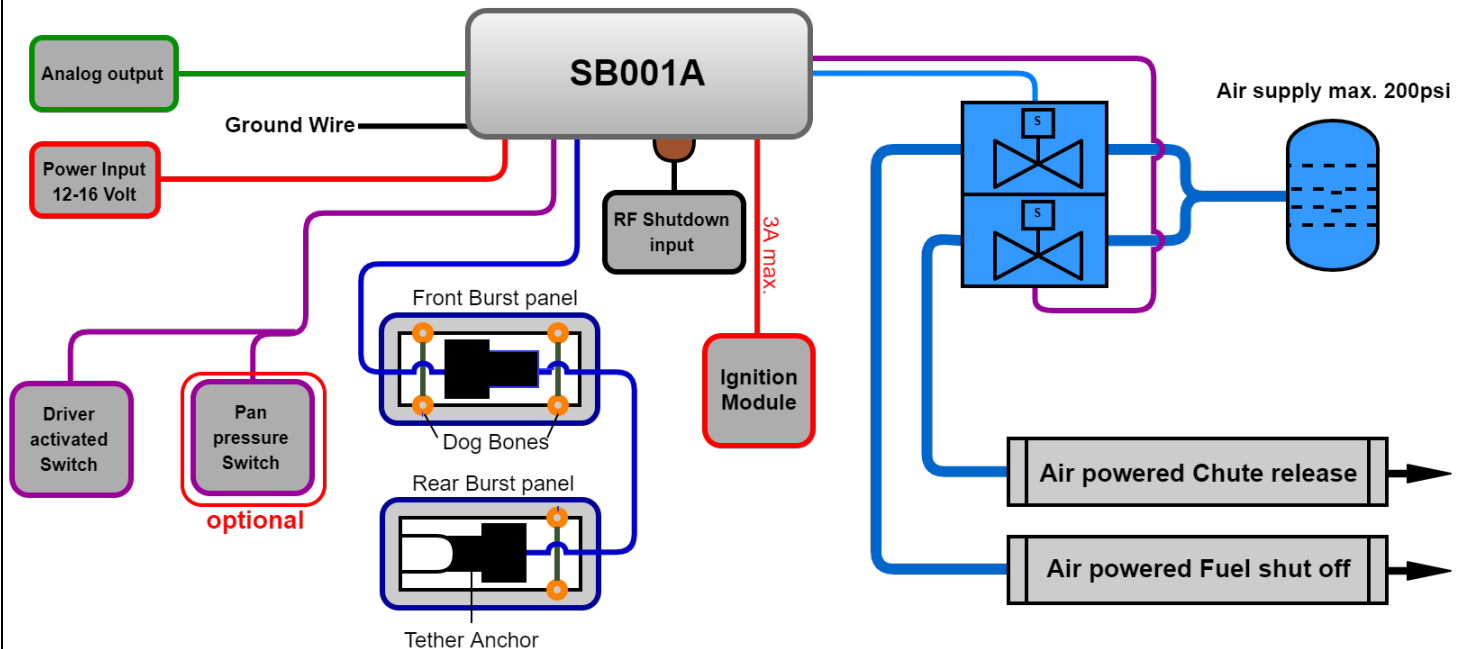 SB001A
Analog output
Air supply max. 200psi
Ground Wire
S
Power Input
12-16 Volt
RF Shutdown
input
3A max.
S
Front Burst panel
Ignition
Module
Driver
activated
Switch
Pan
pressure
Switch
Dog Bones
optional
Rear Burst panel
Air powered Chute release
Air powered Fuel shut off
Tether Anchor